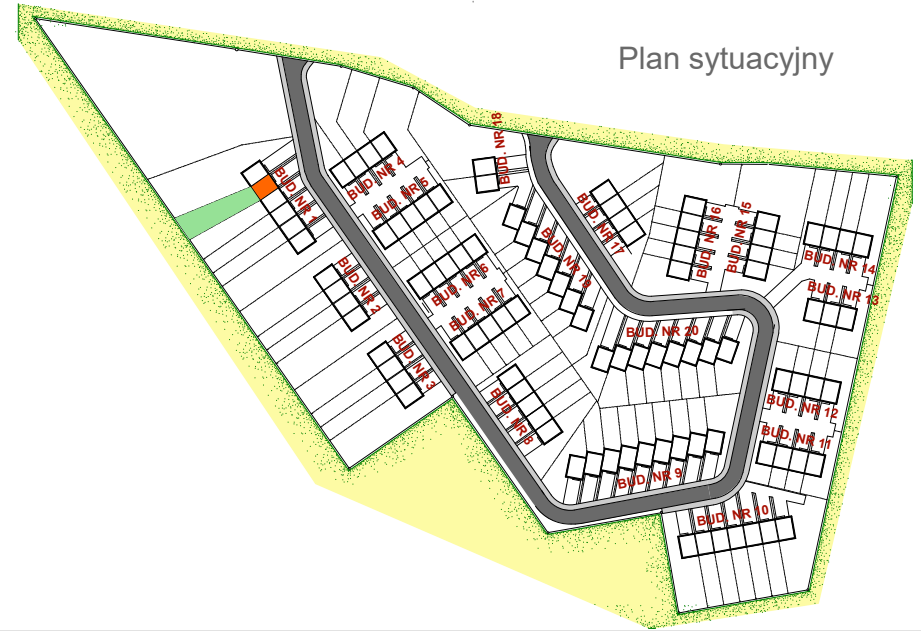 Plan sytuacyjny
BUD. NR 18
BUD. NR 4
BUD. NR 1
BUD. NR 5
BUD. NR 16
BUD. NR 15
BUD. NR 17
BUD. NR 19
BUD. NR 14
BUD. NR 6
BUD. NR 2
BUD. NR 13
BUD. NR 7
BUD. NR 20
BUD. NR 3
BUD. NR 8
BUD. NR 12
BUD. NR 11
BUD. NR 9
BUD. NR 10